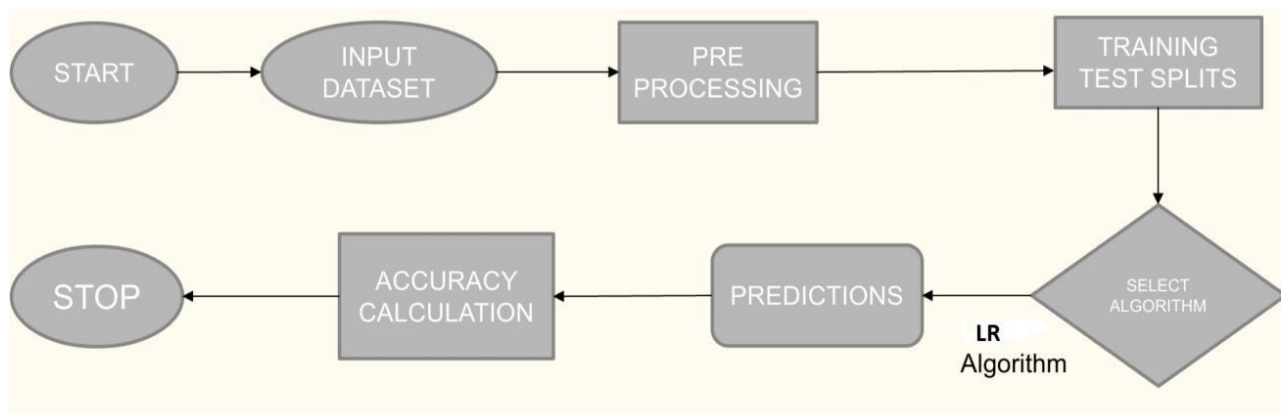 START
INPUT
DATASET
PRE
PROCESSING
TRAINING
TEST SPLITS
SELECT
ALGORITHM
LR
Algorithm
PREDICTIONS
ACCURACY
CALCULATION
STOP